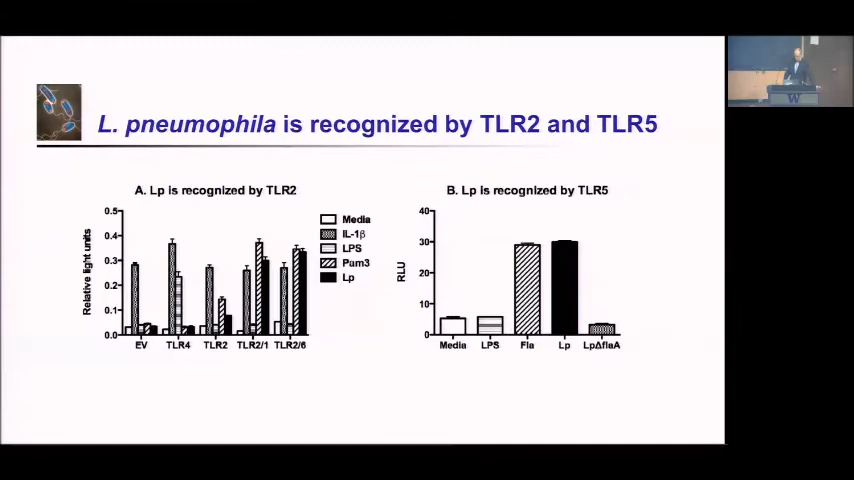 L. pneumophila is recognized by TLR2 and TLR5
A. Lp is recognized by TLR2
Relative light units
0.5
0.4
0.3
0.2
0.1
0.0
EV TLR4 TLR2 TLR2/1 TLR2/6
Media
IL-1β
LPS
Pam3
Lp
B. Lp is recognized by TLR5
RLU
40
30
20
10
0
Media LPS Fla Lp LpΔflaA
W